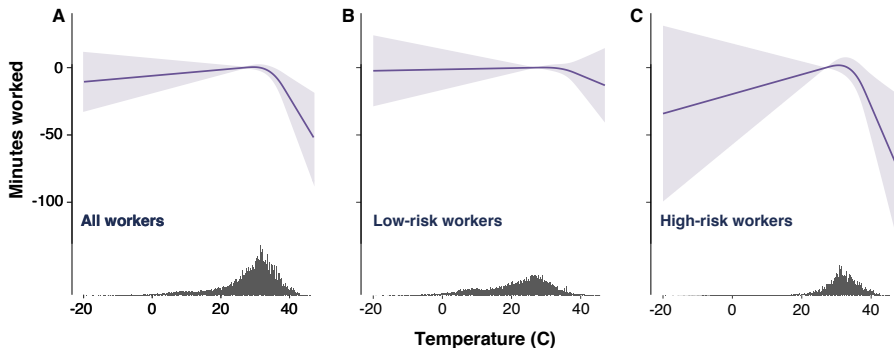 A
B
C
Minutes worked
0
-50
-100
All workers
Low-risk workers
High-risk workers
-20 0 20 40
-20 0 20 40
-20 0 20 40
Temperature (C)